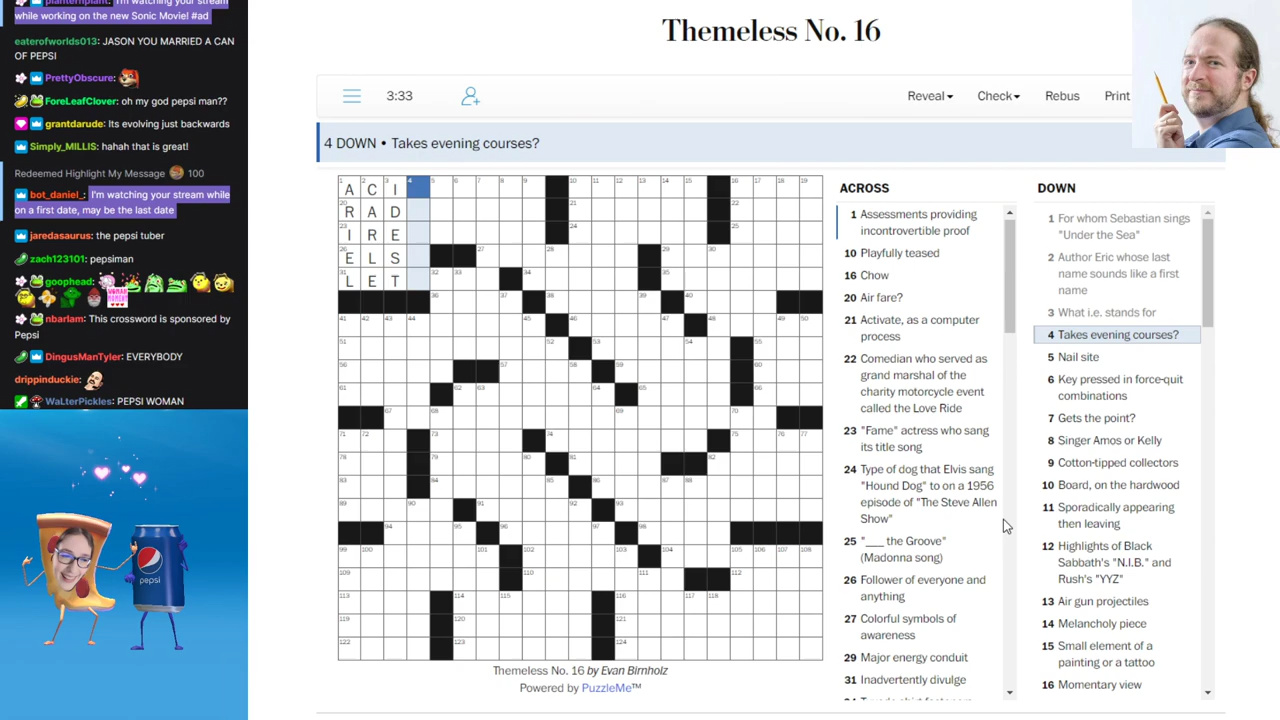 planternplant: I'm watching your stream
while working on the new Sonic Movie! #ad
eaterofworlds013: JASON YOU MARRIED A CAN
OF PEPSI
PrettyObscure:
ForeLeafClover: oh my god pepsi man??
grantdarude: Its evolving just backwards
Simply_MILLIS: hahah that is great!
Redeemed Highlight My Message 100
bot_daniel_: I'm watching your stream while
on a first date, may be the last date
jaredasaurus: the pepsi tuber
zach123101: pepsiman
goophead:
nbarlam: This crossword is sponsored by
Pepsi
DingusManTyler: EVERYBODY
drippinduckie:
WaLterPickles: PEPSI WOMAN
pepsi
Themeless No. 16
3:33
Reveal
Check
Rebus
Print
4 DOWN • Takes evening courses?
A C I
R A D
I R E
E L S
L E T
Themeless No. 16 by Evan Birnholz
Powered by PuzzleMe™
ACROSS
1 Assessments providing
incontrovertible proof
10 Playfully teased
16 Chow
20 Air fare?
21 Activate, as a computer
process
22 Comedian who served as
grand marshal of the
charity motorcycle event
called the Love Ride
23 "Fame" actress who sang
its title song
24 Type of dog that Elvis sang
"Hound Dog" to on a 1956
episode of "The Steve Allen
Show"
25 "___ the Groove"
(Madonna song)
26 Follower of everyone and
anything
27 Colorful symbols of
awareness
29 Major energy conduit
31 Inadvertently divulge
DOWN
1 For whom Sebastian sings
"Under the Sea"
2 Author Eric whose last
name sounds like a first
name
3 What i.e. stands for
4 Takes evening courses?
5 Nail site
6 Key pressed in force-quit
combinations
7 Gets the point?
8 Singer Amos or Kelly
9 Cotton-tipped collectors
10 Board, on the hardwood
11 Sporadically appearing
then leaving
12 Highlights of Black
Sabbath's "N.I.B." and
Rush's "YYZ"
13 Air gun projectiles
14 Melancholy piece
15 Small element of a
painting or a tattoo
16 Momentary view